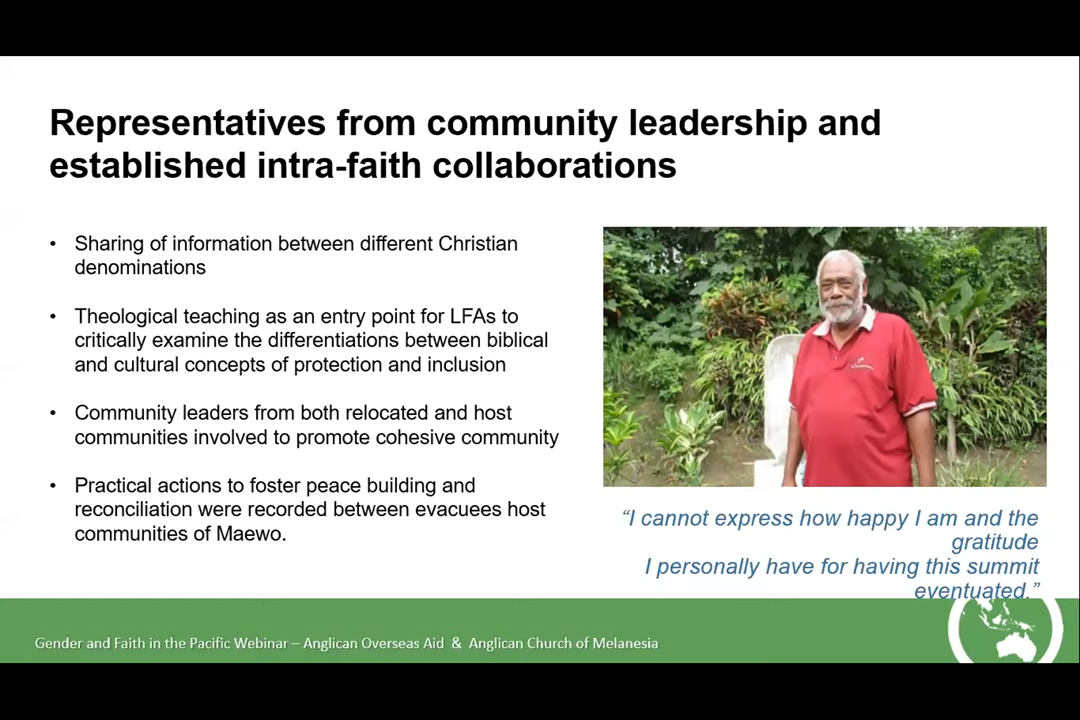 Representatives from community leadership and
established intra-faith collaborations
• Sharing of information between different Christian
denominations
• Theological teaching as an entry point for LFAs to
critically examine the differentiations between biblical
and cultural concepts of protection and inclusion
• Community leaders from both relocated and host
communities involved to promote cohesive community
• Practical actions to foster peace building and
reconciliation were recorded between evacuees host
communities of Maewo.
“I cannot express how happy I am and the
gratitude
I personally have for having this summit
eventuated.”
Gender and Faith in the Pacific Webinar – Anglican Overseas Aid & Anglican Church of Melanesia